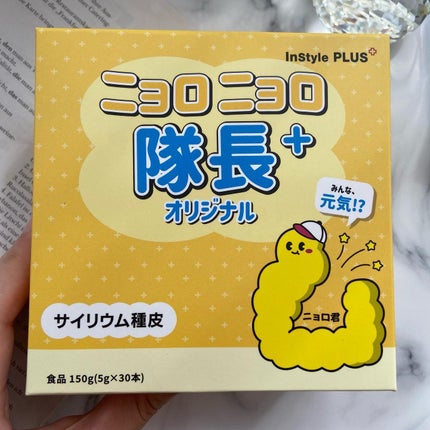 InStyle PLUS+
ニョロニョロ
隊長+
オリジナル
みんな、
元気!?
ニョロ君
サイリウム種皮
食品 150g(5g×30本)